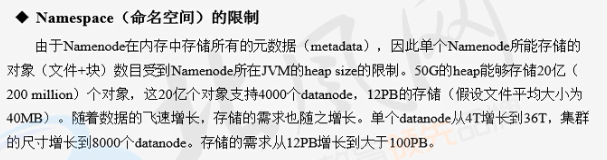 ◆ Namespace（命名空间）的限制
由于Namenode在内存中存储所有的元数据（metadata），因此单个Namenode所能存储的
对象（文件+块）数目受到Namenode所在JVM的heap size的限制。50G的heap能够存储20亿（
200 million）个对象，这20亿个对象支持4000个datanode，12PB的存储（假设文件平均大小为
40MB）。随着数据的飞速增长，存储的需求也随之增长。单个datanode从4T增长到36T，集群
的尺寸增长到8000个datanode。存储的需求从12PB增长到大于100PB。